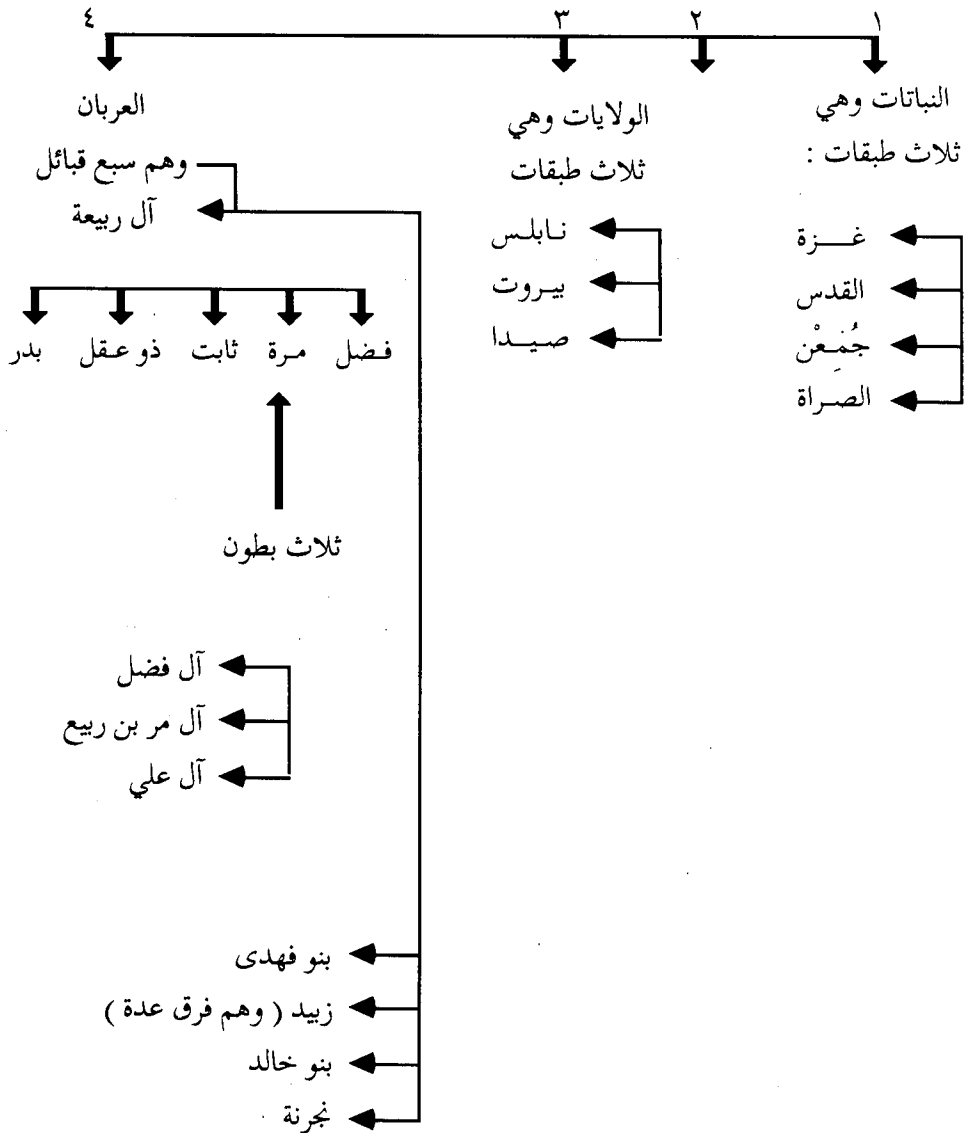 ١
٢
٣
٤
النباتات وهي
ثلاث طبقات :
غزة
القدس
جُمَِعْن
الصراة
الولايات وهي
ثلاث طبقات
نابلس
بيروت
صيدا
العربان
وهم سبع قبائل
آل ربيعة
فضل
مرة
ثابت
ذو عقل
بدر
ثلاث بطون
آل فضل
آل مر بن ربيع
آل علي
بنو فهدى
زبيد ( وهم فرق عدة )
بنو خالد
نجرنة